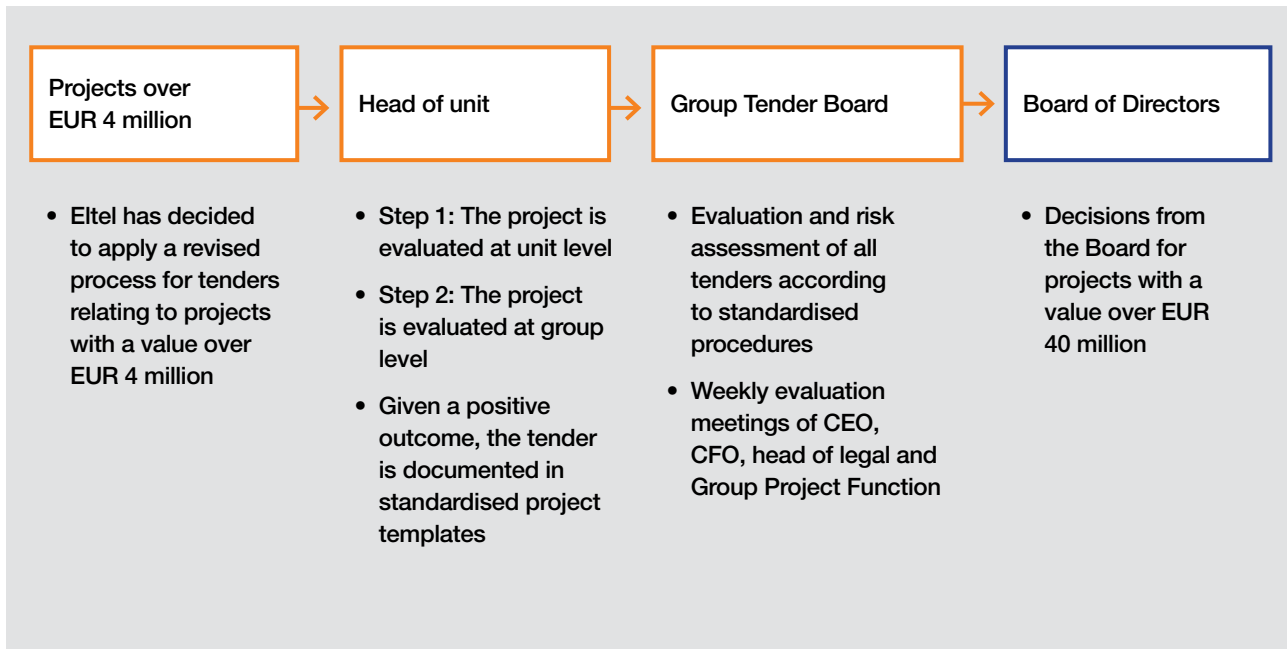 Projects over
EUR 4 million
Head of unit
Group Tender Board
Board of Directors
• Eltel has decided
to apply a revised
process for tenders
relating to projects
with a value over
EUR 4 million
• Step 1: The project is
evaluated at unit level
• Step 2: The project
is evaluated at group
level
• Given a positive
outcome, the tender
is documented in
standardised project
templates
• Evaluation and risk
assessment of all
tenders according
to standardised
procedures
• Weekly evaluation
meetings of CEO,
CFO, head of legal and
Group Project Function
• Decisions from
the Board for
projects with a
value over EUR
40 million